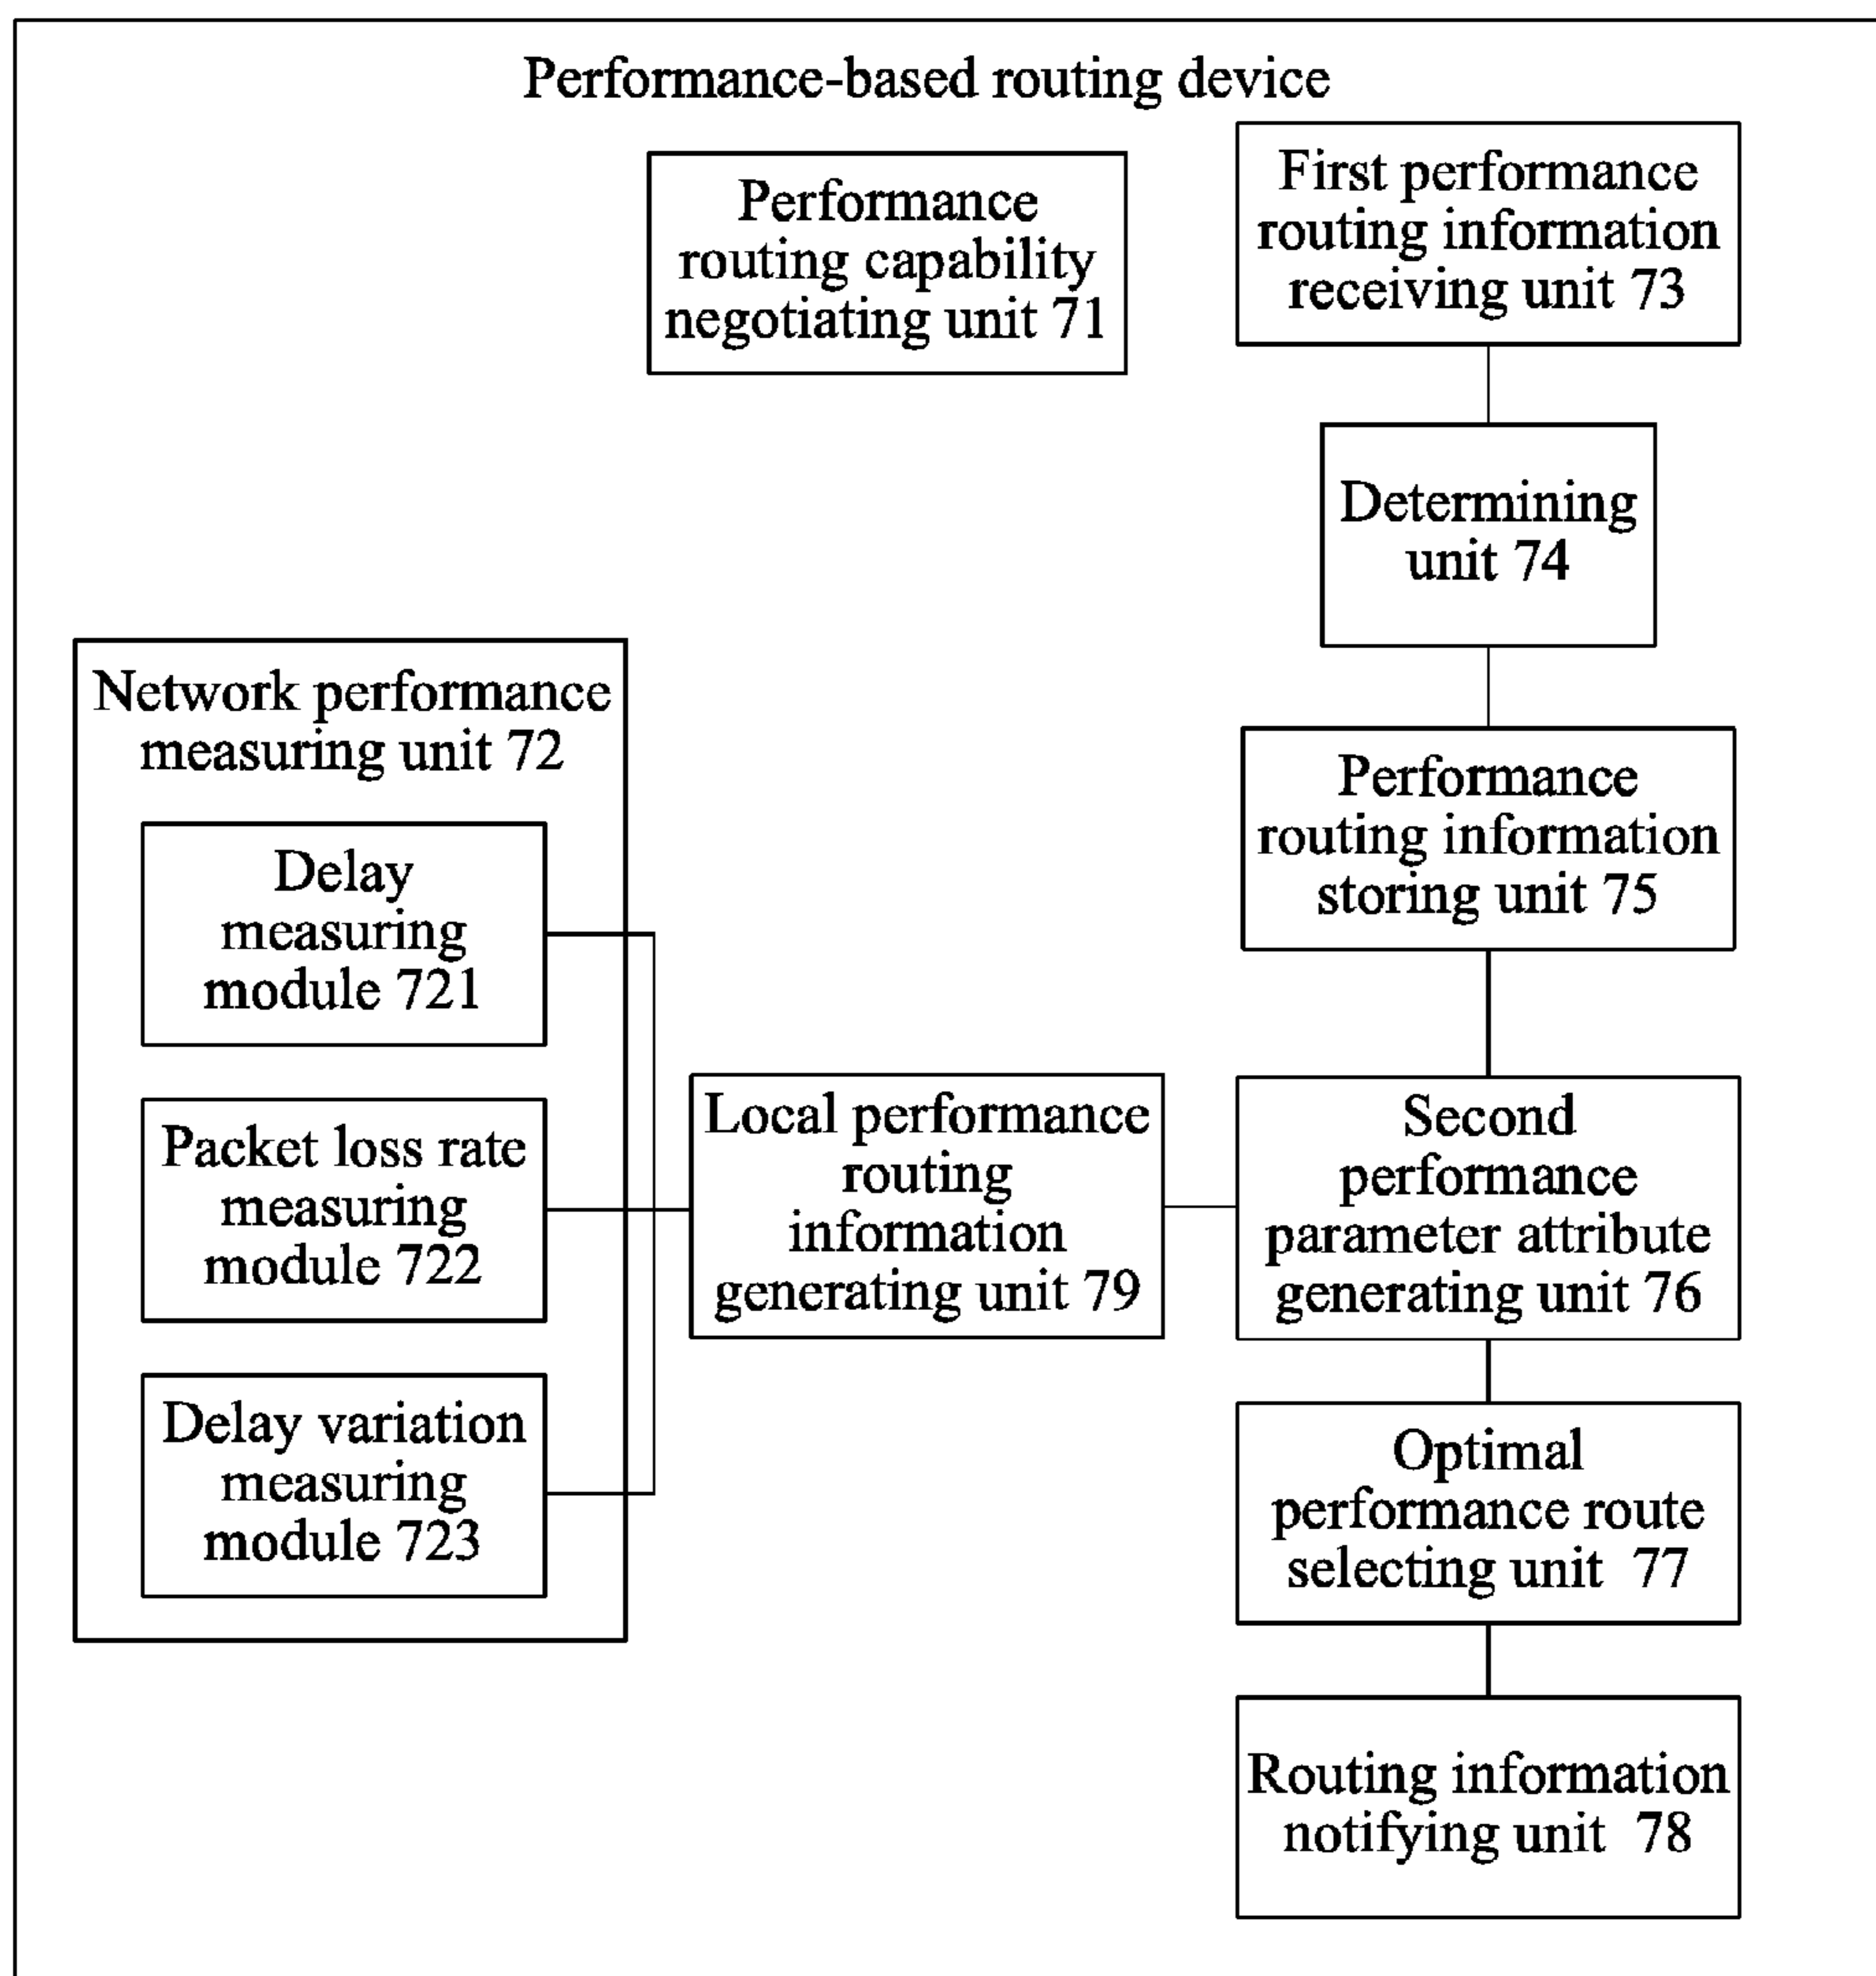 Performance-based routing device
Performance
routing capability
negotiating unit 71
First performance
routing information
receiving unit 73
Determining
unit 74
Network performance
measuring unit 72
Delay
measuring
module 721
Packet loss rate
measuring
module 722
Delay variation
measuring
module 723
Performance
routing information
storing unit 75
Local performance
routing
information
generating unit 79
Second
performance
parameter attribute
generating unit 76
Optimal
performance route
selecting unit 77
Routing information
notifying unit 78